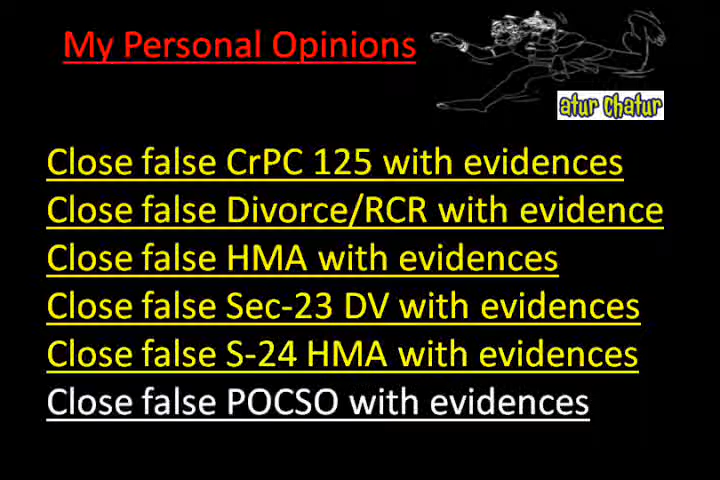 My Personal Opinions
atur Chatur
Close false CrPC 125 with evidences
Close false Divorce/RCR with evidence
Close false HMA with evidences
Close false Sec-23 DV with evidences
Close false S-24 HMA with evidences
Close false POCSO with evidences